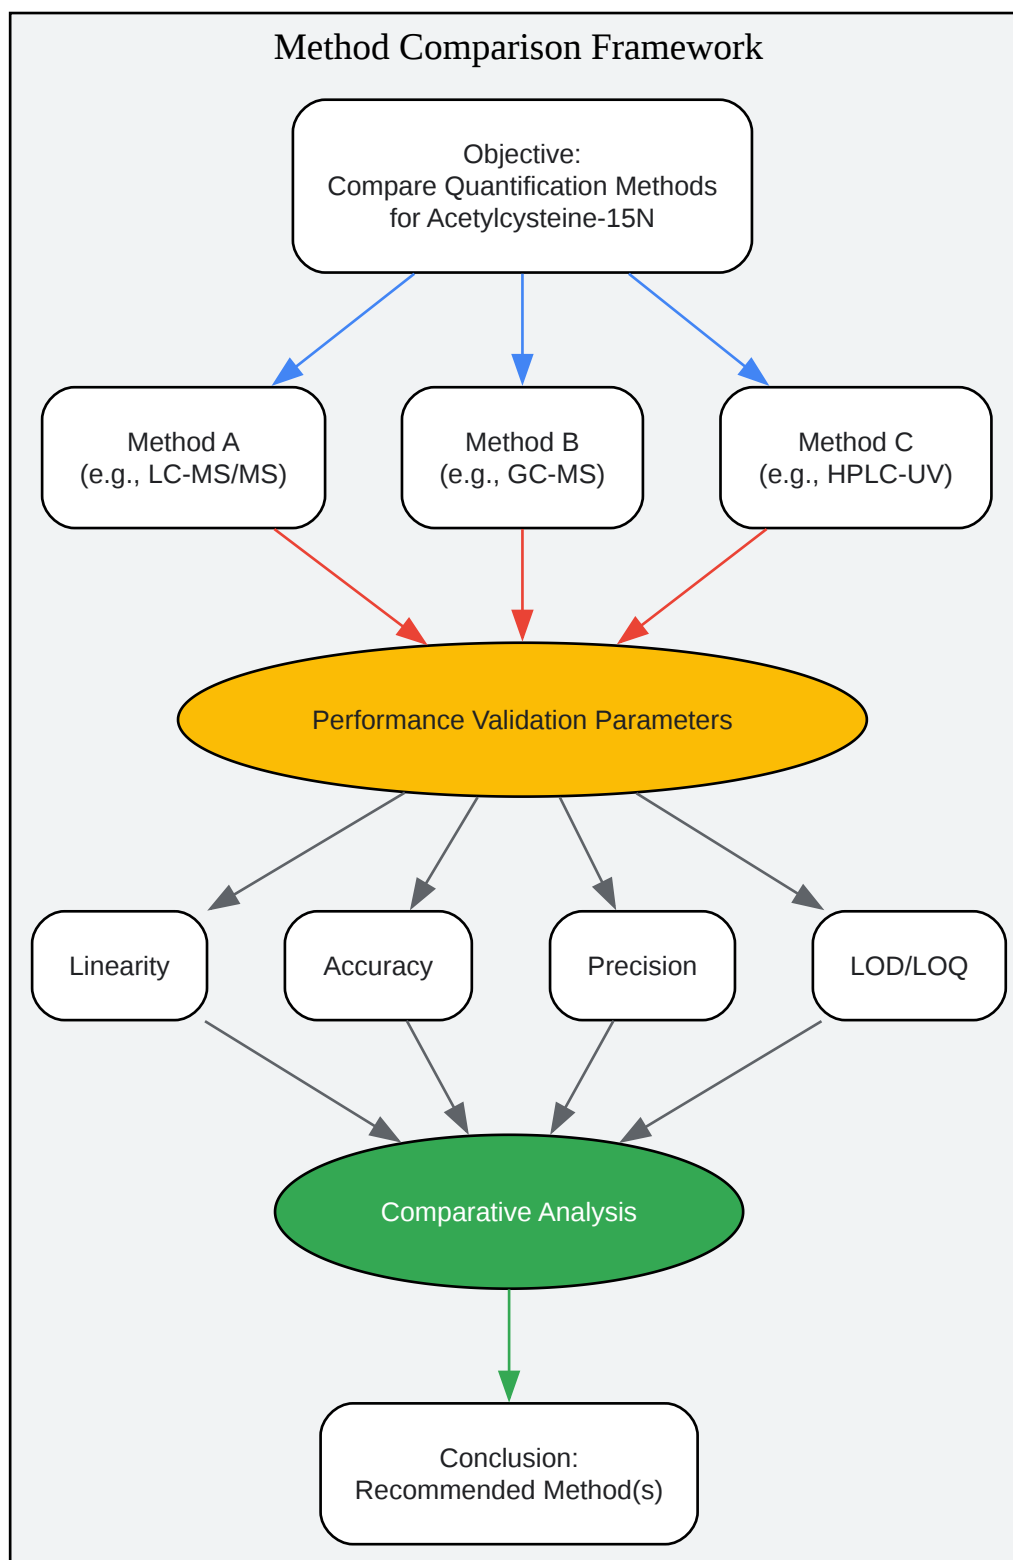 Method Comparison Framework
Objective:
Compare Quantification Methods
for Acetylcysteine-15N
Method A
(e.g., LC-MS/MS)
Method B
(e.g., GC-MS)
Method C
(e.g., HPLC-UV)
Performance Validation Parameters
Linearity
Accuracy
Precision
LOD/LOQ
Comparative Analysis
Conclusion:
Recommended Method(s)